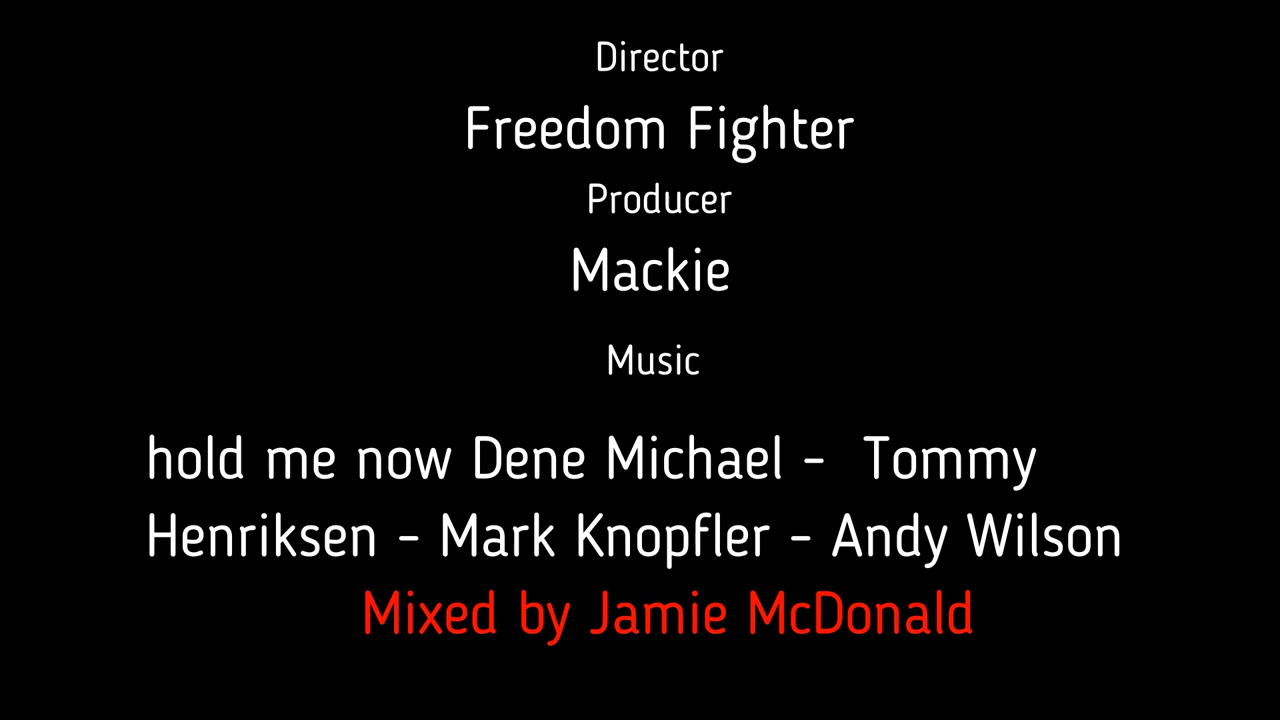 Director
Freedom Fighter
Producer
Mackie
Music
hold me now Dene Michael -  Tommy
Henriksen - Mark Knopfler - Andy Wilson
Mixed by Jamie McDonald